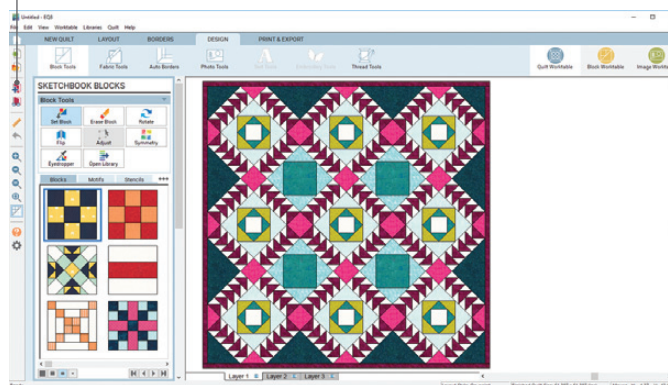 Untitled - EQ8
File Edit View Worktable Libraries Quilt Help
NEW QUILT LAYOUT BORDERS DESIGN PRINT & EXPORT
Block Tools Fabric Tools Auto Borders Photo Tools Thread Tools Quilt Worktable Block Worktable Image Workt
SKETCHBOOK BLOCKS
Block Tools
Set Block Erase Block Rotate
Flip Adjust Symmetry
Eyedropper Open Library
Blocks Motifs Stencils
Layer 1 Layer 2 Layer 3